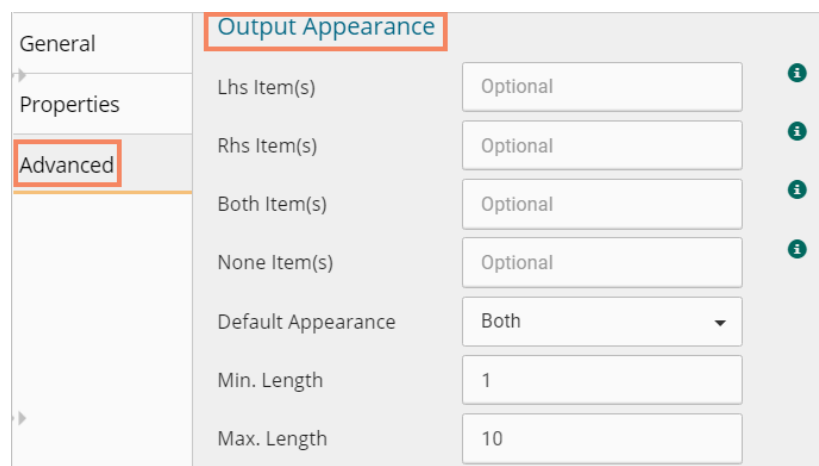 General
Properties
Advanced
Output Appearance
Lhs Item(s) Optional
Rhs Item(s) Optional
Both Item(s) Optional
None Item(s) Optional
Default Appearance Both
Min. Length 1
Max. Length 10